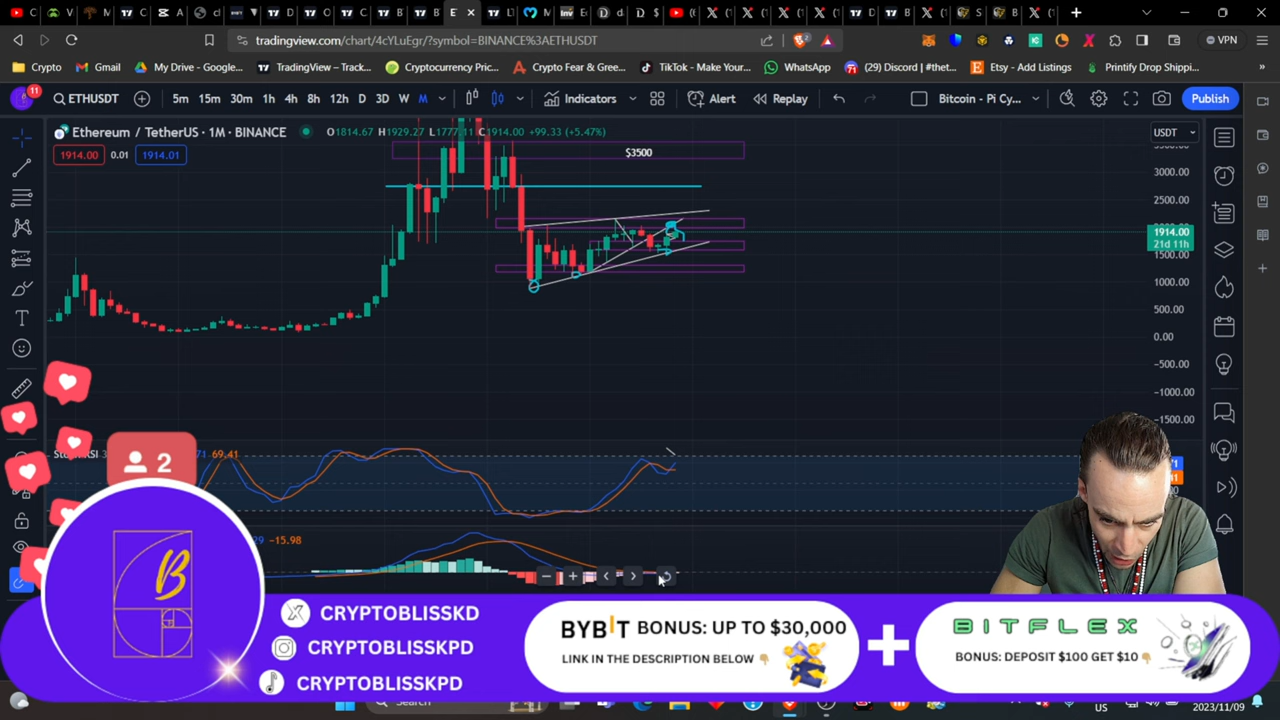 tradingview.com/chart/4cYLuEgr/?symbol=BINANCE%3AETHUSDT
VPN
Crypto
Gmail
My Drive - Google...
TradingView – Track...
Cryptocurrency Pric...
Crypto Fear & Gree...
TikTok - Make Your...
WhatsApp
(29) Discord | #thet...
Etsy - Add Listings
Printify Drop Shippi...
11
ETHUSDT
5m 15m 30m 1h 4h 8h 12h D 3D W M
Indicators
Alert
Replay
Bitcoin - Pi Cy...
Publish
Ethereum / TetherUS · 1M · BINANCE
O1814.67 H1929.27 L1777.11 C1914.00 +99.33 (+5.47%)
USDT
1914.00
0.01
1914.01
$3500
3000.00
2500.00
1914.00
21d 11h
1500.00
1000.00
500.00
0.00
-500.00
-1000.00
-1500.00
69.41
2
-15.98
B
CRYPTOBLISSKD
CRYPTOBLISSKPD
CRYPTOBLISSKPD
BYBIT BONUS: UP TO $30,000
LINK IN THE DESCRIPTION BELOW
BITFLEX
BONUS: DEPOSIT $100 GET $10
Search
US
2023/11/09